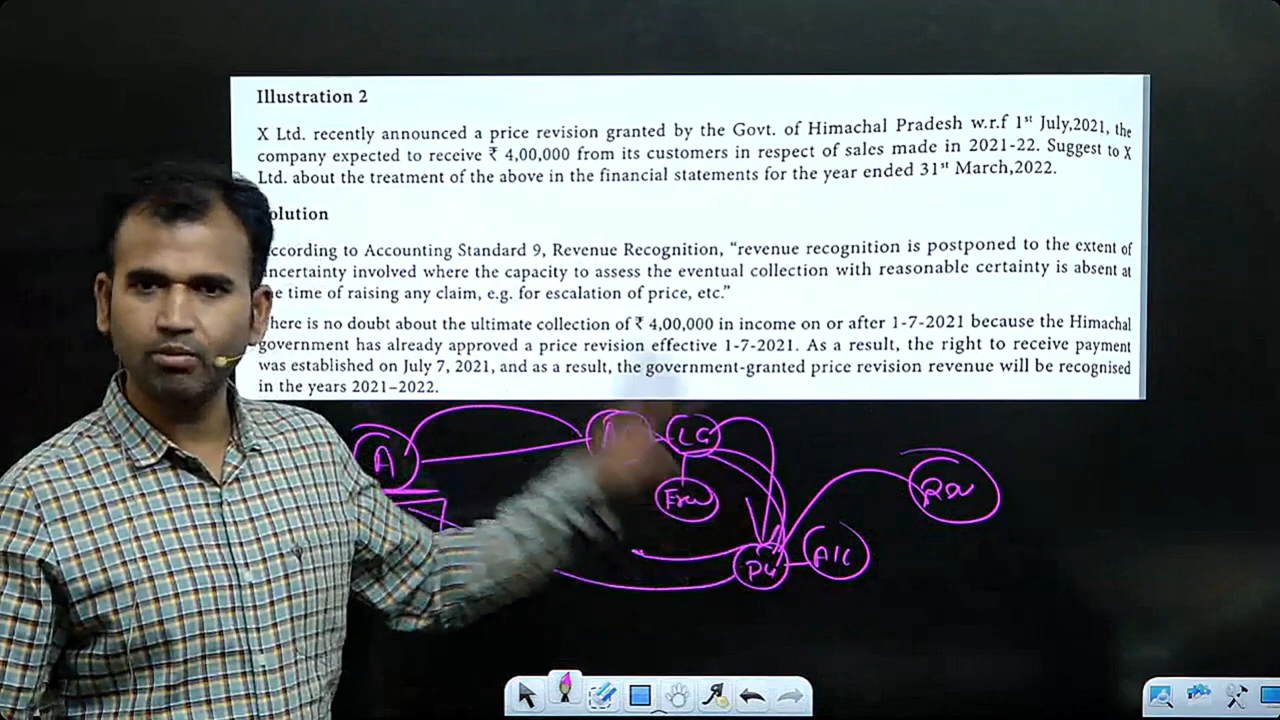 Illustration 2
X Ltd. recently announced a price revision granted by the Govt. of Himachal Pradesh w.r.f 1st July,2021, the
company expected to receive ₹ 4,00,000 from its customers in respect of sales made in 2021-22. Suggest to X
Ltd. about the treatment of the above in the financial statements for the year ended 31st March,2022.
olution
ccording to Accounting Standard 9, Revenue Recognition, “revenue recognition is postponed to the extent of
ncertainty involved where the capacity to assess the eventual collection with reasonable certainty is absent at
e time of raising any claim, e.g. for escalation of price, etc.”
here is no doubt about the ultimate collection of ₹ 4,00,000 in income on or after 1-7-2021 because the Himachal
government has already approved a price revision effective 1-7-2021. As a result, the right to receive payment
was established on July 7, 2021, and as a result, the government-granted price revision revenue will be recognised
in the years 2021–2022.
A
LG
A/c